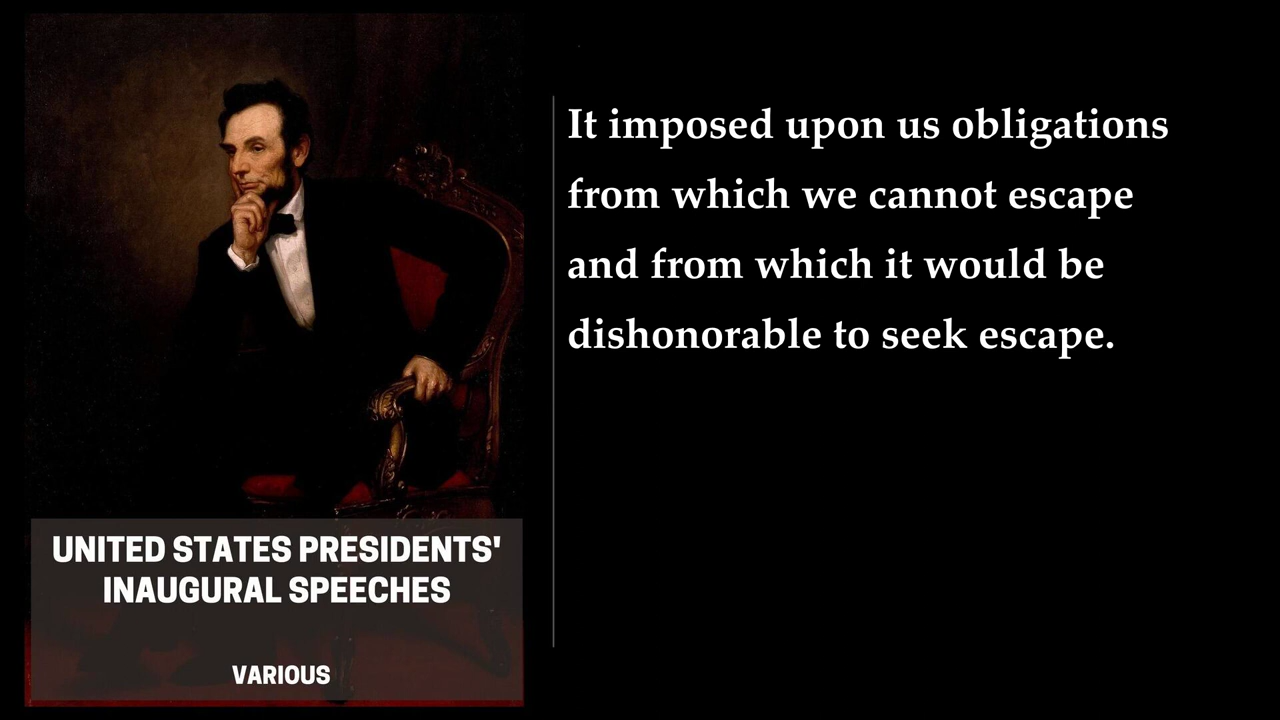 It imposed upon us obligations
from which we cannot escape
and from which it would be
dishonorable to seek escape.
UNITED STATES PRESIDENTS'
INAUGURAL SPEECHES
VARIOUS